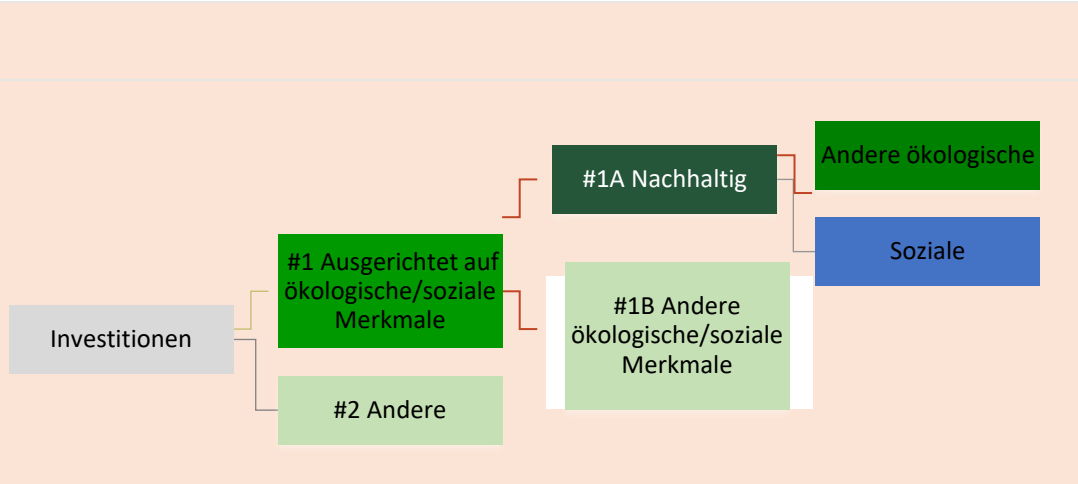 Investitionen
#1 Ausgerichtet auf
ökologische/soziale
Merkmale
#2 Andere
#1A Nachhaltig
#1B Andere
ökologische/soziale
Merkmale
Andere ökologische
Soziale